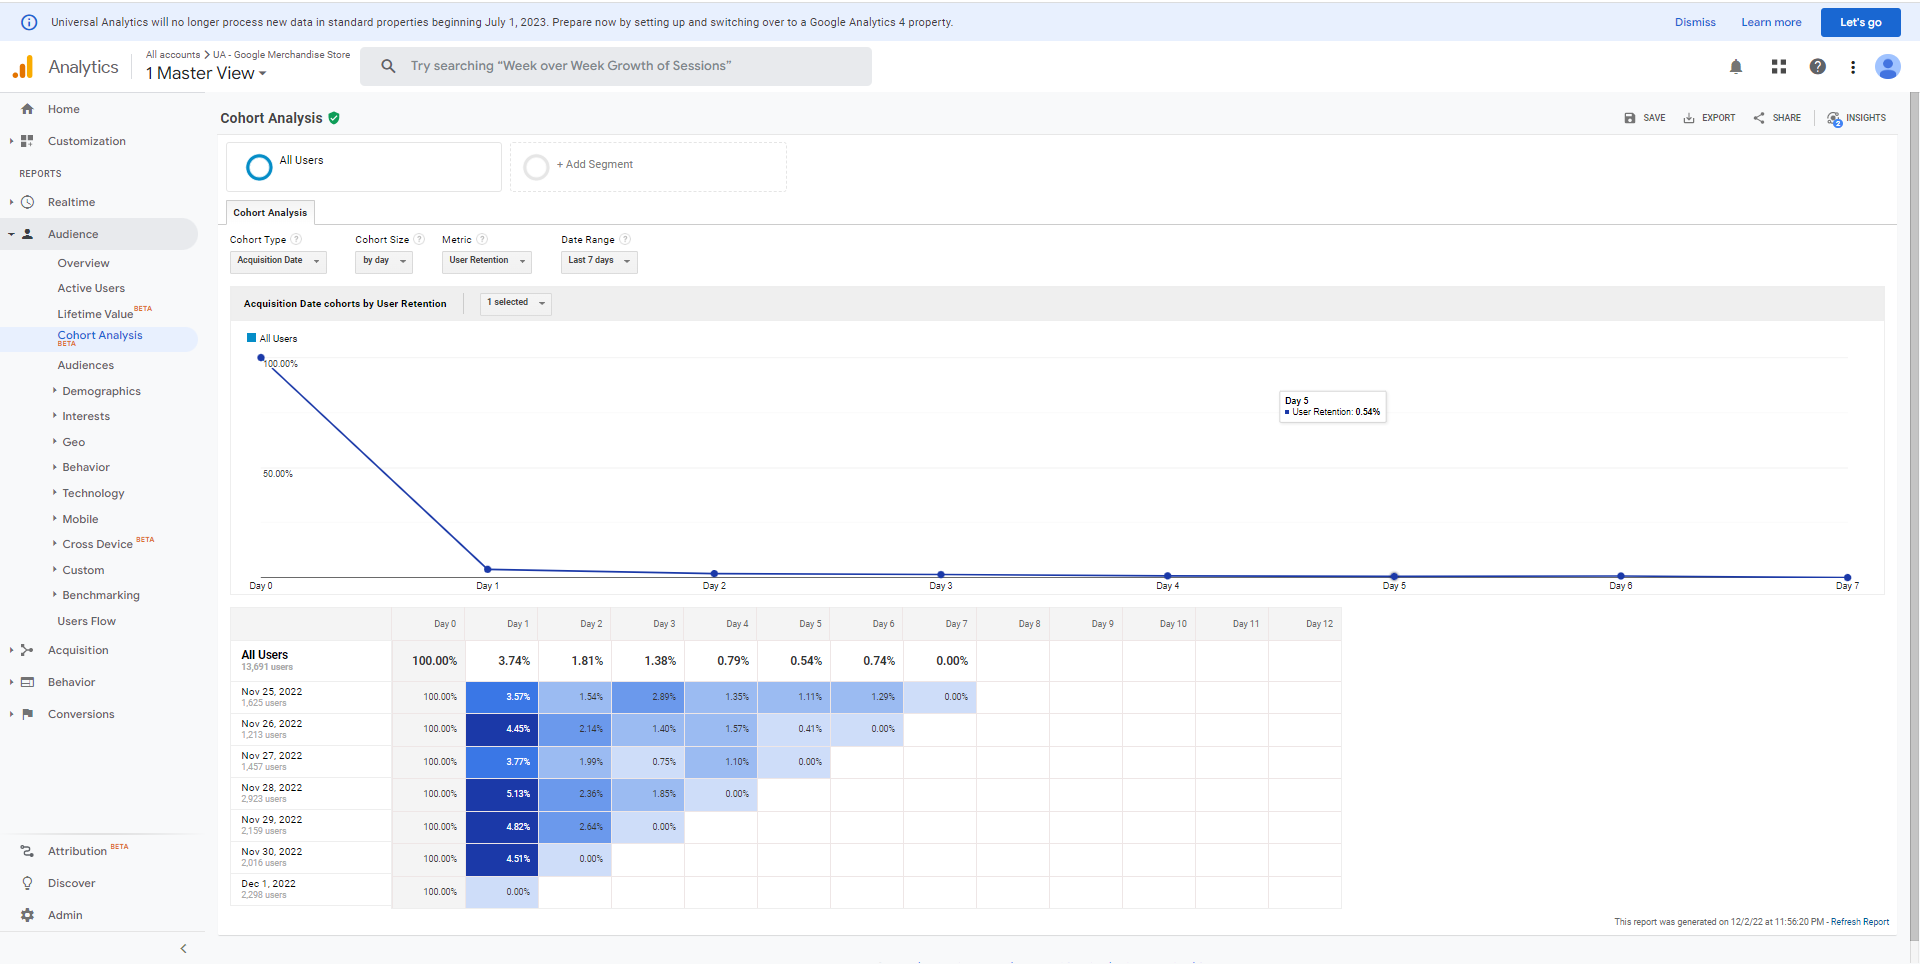 Universal Analytics will no longer process new data in standard properties beginning July 1, 2023. Prepare now by setting up and switching over to a Google Analytics 4 property.
Dismiss
Learn more
Let's go
Analytics
All accounts > UA - Google Merchandise Store
1 Master View
Try searching “Week over Week Growth of Sessions”
Home
Customization
REPORTS
Realtime
Audience
Overview
Active Users
Lifetime Value BETA
Cohort Analysis
BETA
Audiences
Demographics
Interests
Geo
Behavior
Technology
Mobile
Cross Device BETA
Custom
Benchmarking
Users Flow
Acquisition
Behavior
Conversions
Attribution BETA
Discover
Admin
Cohort Analysis
SAVE
EXPORT
SHARE
2
INSIGHTS
All Users
+ Add Segment
Cohort Analysis
Cohort Type ?
Cohort Size ?
Metric ?
Date Range ?
Acquisition Date
by day
User Retention
Last 7 days
Acquisition Date cohorts by User Retention
1 selected
All Users
100.00%
50.00%
Day 5
User Retention: 0.54%
Day 0 Day 1 Day 2 Day 3 Day 4 Day 5 Day 6 Day 7
Day 0 Day 1 Day 2 Day 3 Day 4 Day 5 Day 6 Day 7 Day 8 Day 9 Day 10 Day 11 Day 12
All Users
13,691 users
100.00% 3.74% 1.81% 1.38% 0.79% 0.54% 0.74% 0.00%
Nov 25, 2022
1,625 users
100.00% 3.57% 1.54% 2.89% 1.35% 1.11% 1.29% 0.00%
Nov 26, 2022
1,213 users
100.00% 4.45% 2.14% 1.40% 1.57% 0.41% 0.00%
Nov 27, 2022
1,457 users
100.00% 3.77% 1.99% 0.75% 1.10% 0.00%
Nov 28, 2022
2,923 users
100.00% 5.13% 2.36% 1.85% 0.00%
Nov 29, 2022
2,159 users
100.00% 4.82% 2.64% 0.00%
Nov 30, 2022
2,016 users
100.00% 4.51% 0.00%
Dec 1, 2022
2,298 users
100.00% 0.00%
This report was generated on 12/2/22 at 11:56:20 PM - Refresh Report